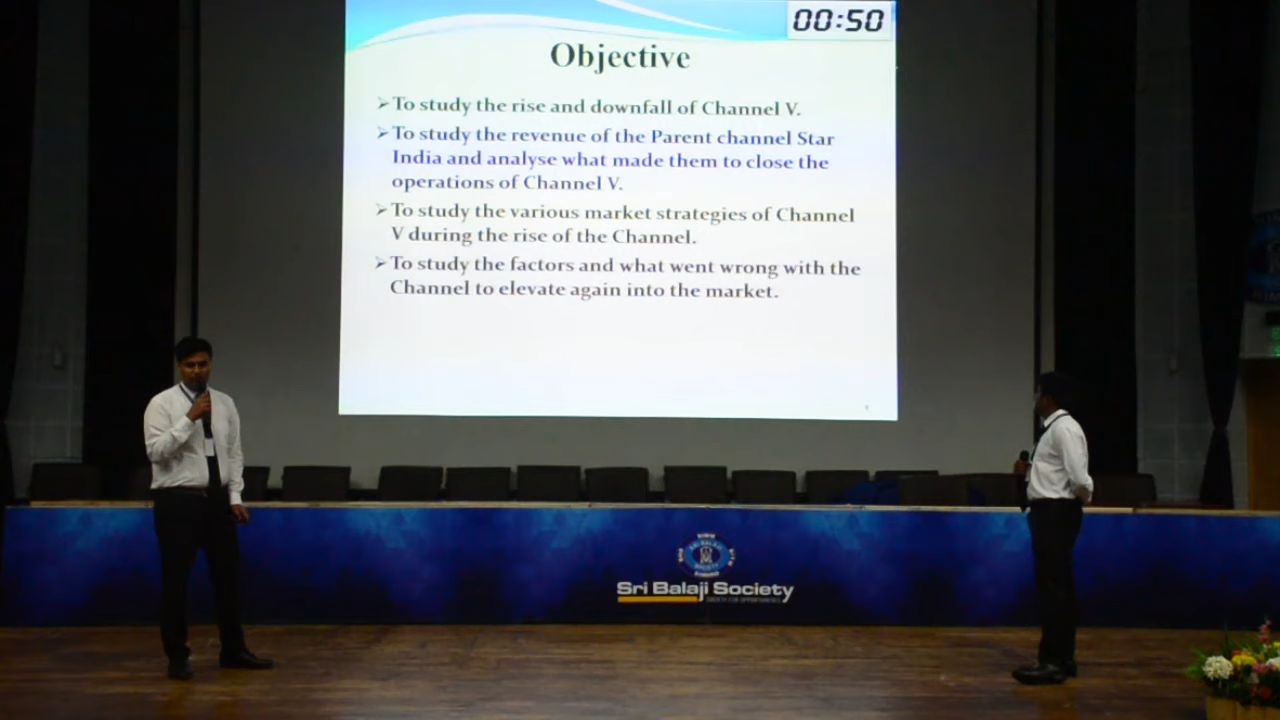 00:50
Objective
➢To study the rise and downfall of Channel V.
➢To study the revenue of the Parent channel Star
India and analyse what made them to close the
operations of Channel V.
➢To study the various market strategies of Channel
V during the rise of the Channel.
➢To study the factors and what went wrong with the
Channel to elevate again into the market.
Sri Balaji Society